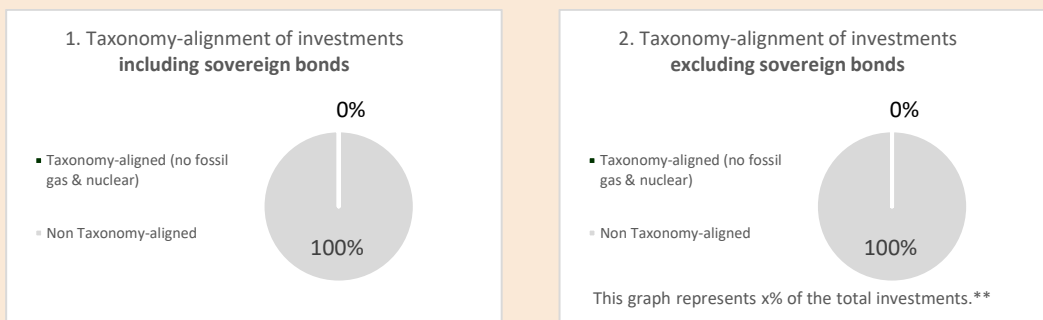 1. Taxonomy-alignment of investments
including sovereign bonds
0%
Taxonomy-aligned (no fossil
gas & nuclear)
Non Taxonomy-aligned
100%
2. Taxonomy-alignment of investments
excluding sovereign bonds
0%
Taxonomy-aligned (no fossil
gas & nuclear)
Non Taxonomy-aligned
100%
This graph represents x% of the total investments.**